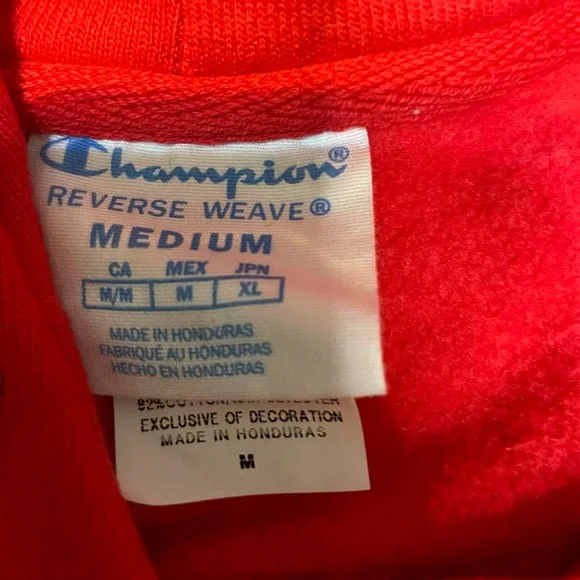 Champion®
REVERSE WEAVE®
MEDIUM
CA MEX JPN
M/M M XL
MADE IN HONDURAS
FABRIQUÉ AU HONDURAS
HECHO EN HONDURAS
EXCLUSIVE OF DECORATION
MADE IN HONDURAS
M